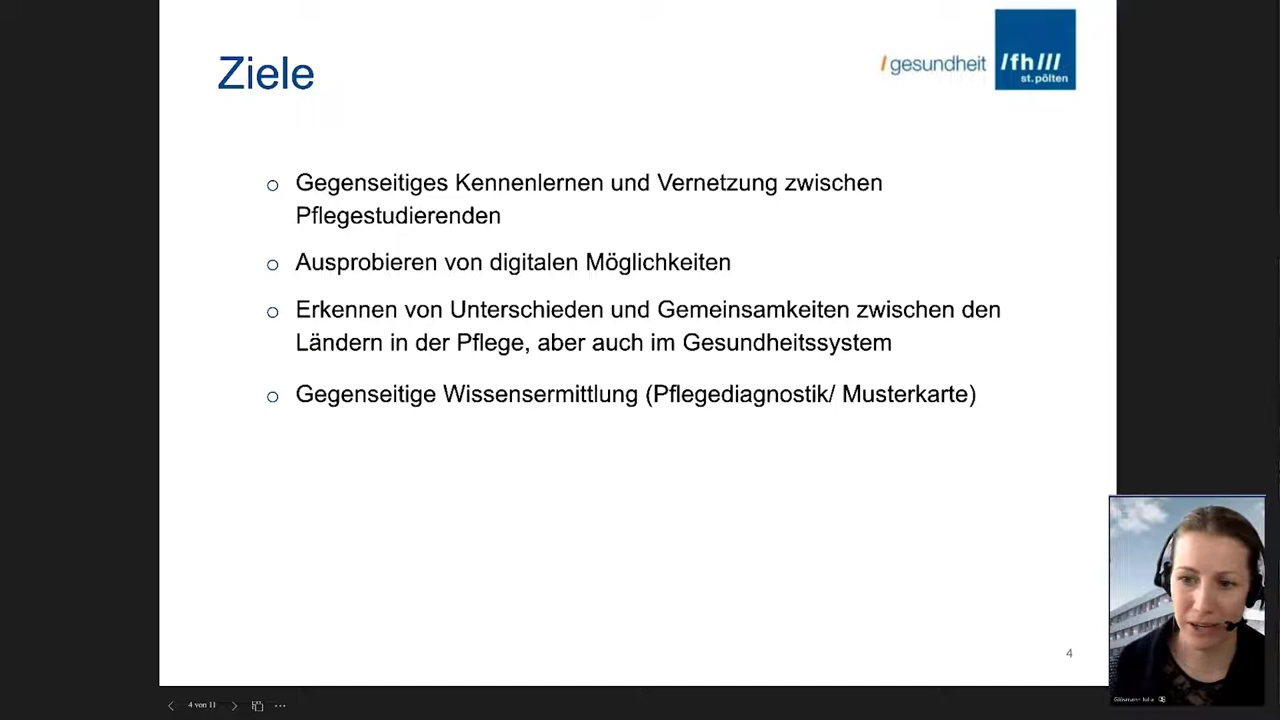 Ziele
/ gesundheit
/fh///
st.pölten
○ Gegenseitiges Kennenlernen und Vernetzung zwischen
Pflegestudierenden
○ Ausprobieren von digitalen Möglichkeiten
○ Erkennen von Unterschieden und Gemeinsamkeiten zwischen den
Ländern in der Pflege, aber auch im Gesundheitssystem
○ Gegenseitige Wissensermittlung (Pflegediagnostik/ Musterkarte)
4
4 von 11